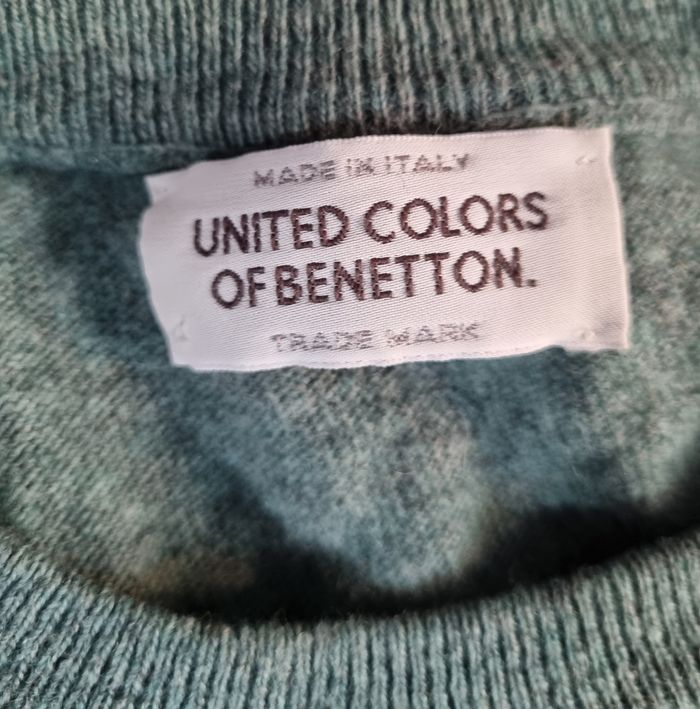 MADE IN ITALY
UNITED COLORS
OF BENETTON.
TRADE MARK